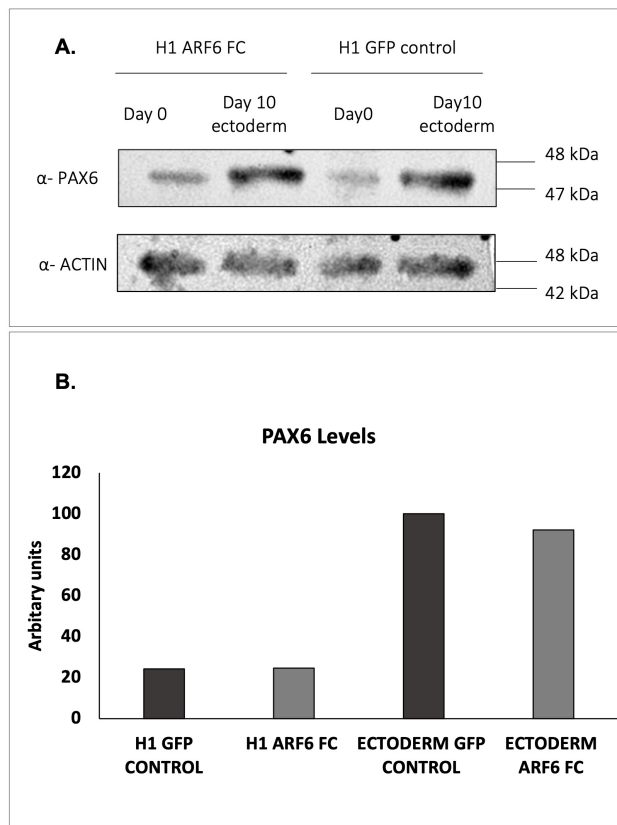 A.
H1 ARF6 FC H1 GFP control
Day 0 Day 10 ectoderm Day0 Day10 ectoderm
α- PAX6
48 kDa
47 kDa
α- ACTIN
48 kDa
42 kDa
B.
PAX6 Levels
Arbitary units
120
100
80
60
40
20
0
H1 GFP CONTROL
H1 ARF6 FC
ECTODERM GFP CONTROL
ECTODERM ARF6 FC